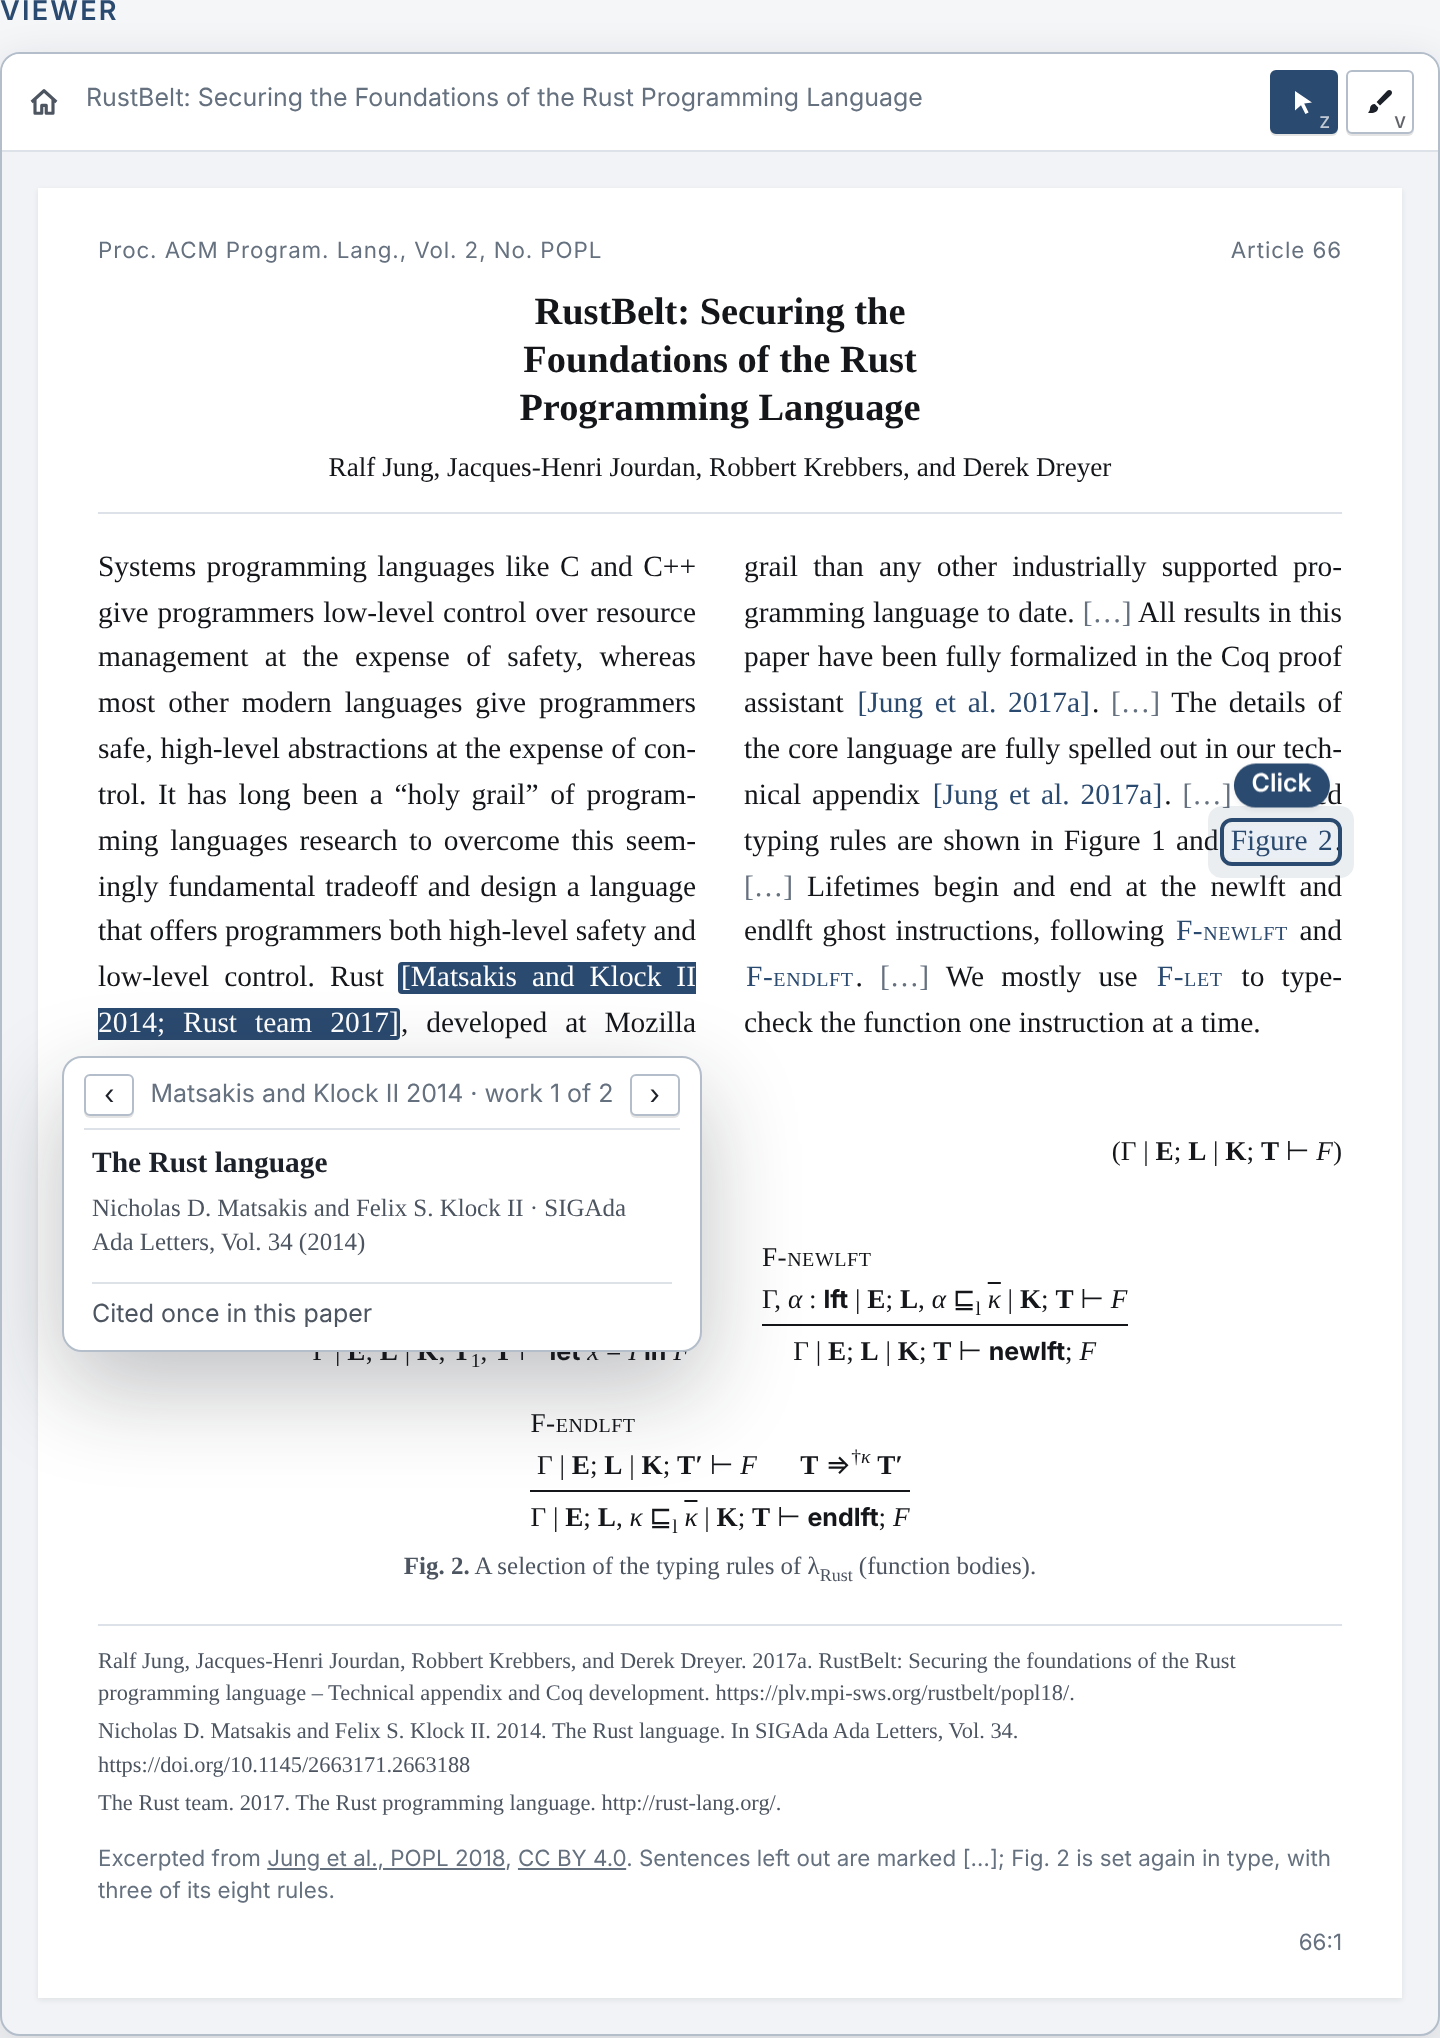 VIEWER
RustBelt: Securing the Foundations of the Rust Programming Language
Z
V
Proc. ACM Program. Lang., Vol. 2, No. POPL
Article 66
RustBelt: Securing the
Foundations of the Rust
Programming Language
Ralf Jung, Jacques-Henri Jourdan, Robbert Krebbers, and Derek Dreyer
Systems programming languages like C and C++
give programmers low-level control over resource
management at the expense of safety, whereas
most other modern languages give programmers
safe, high-level abstractions at the expense of con-
trol. It has long been a “holy grail” of program-
ming languages research to overcome this seem-
ingly fundamental tradeoff and design a language
that offers programmers both high-level safety and
low-level control. Rust [Matsakis and Klock II
2014; Rust team 2017], developed at Mozilla
‹ Matsakis and Klock II 2014 · work 1 of 2 ›
The Rust language
Nicholas D. Matsakis and Felix S. Klock II · SIGAda
Ada Letters, Vol. 34 (2014)
Cited once in this paper
grail than any other industrially supported pro-
gramming language to date. […] All results in this
paper have been fully formalized in the Coq proof
assistant [Jung et al. 2017a]. […] The details of
the core language are fully spelled out in our tech-
nical appendix [Jung et al. 2017a]. […]
Click
typing rules are shown in Figure 1 and Figure 2.
[…] Lifetimes begin and end at the newlft and
endlft ghost instructions, following F-NEWLFT and
F-ENDLFT. […] We mostly use F-LET to type-
check the function one instruction at a time.
(Γ | E; L | K; T ⊢ F)
F-NEWLFT
Γ, α : lft | E; L, α ⊑ₗ κ̅ | K; T ⊢ F
Γ | E; L | K; T ⊢ newlft; F
F-ENDLFT
Γ | E; L | K; T′ ⊢ F T ⇒†κ T′
Γ | E; L, κ ⊑ₗ κ̅ | K; T ⊢ endlft; F
Fig. 2. A selection of the typing rules of λRust (function bodies).
Ralf Jung, Jacques-Henri Jourdan, Robbert Krebbers, and Derek Dreyer. 2017a. RustBelt: Securing the foundations of the Rust
programming language – Technical appendix and Coq development. https://plv.mpi-sws.org/rustbelt/popl18/.
Nicholas D. Matsakis and Felix S. Klock II. 2014. The Rust language. In SIGAda Ada Letters, Vol. 34.
https://doi.org/10.1145/2663171.2663188
The Rust team. 2017. The Rust programming language. http://rust-lang.org/.
Excerpted from Jung et al., POPL 2018, CC BY 4.0. Sentences left out are marked […]; Fig. 2 is set again in type, with
three of its eight rules.
66:1